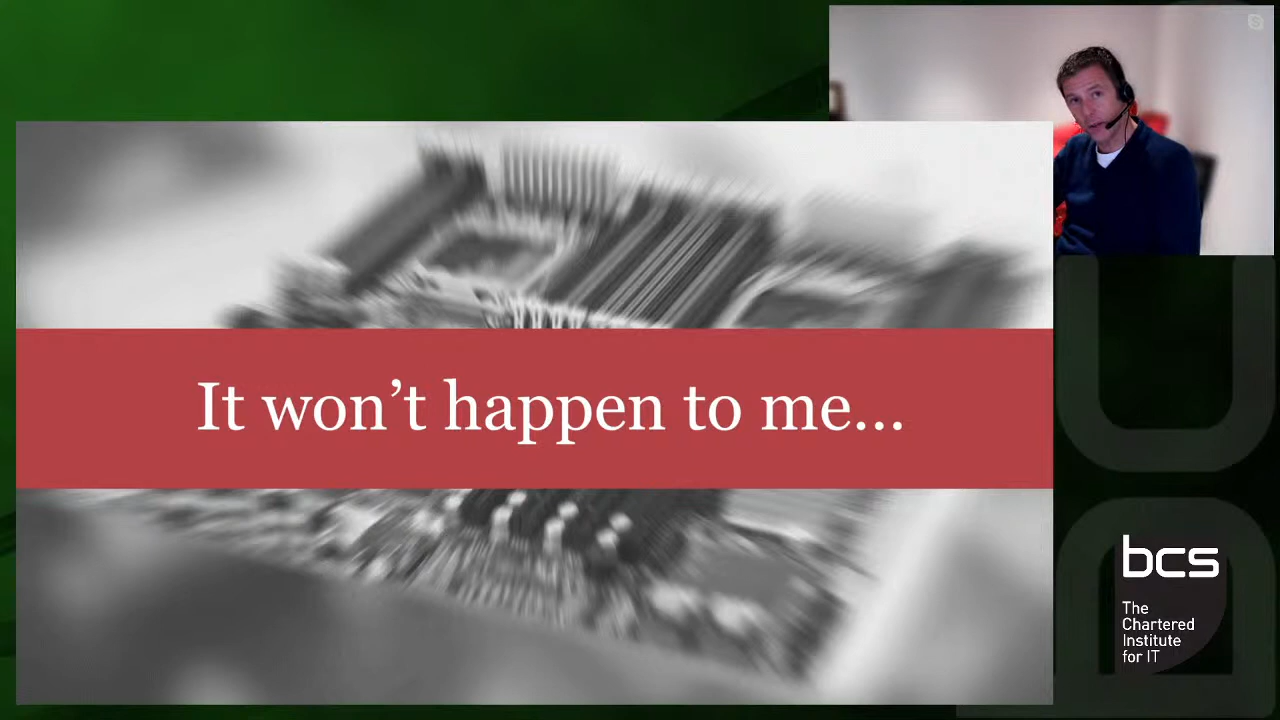 It won’t happen to me...
bcs
The
Chartered
Institute
for IT